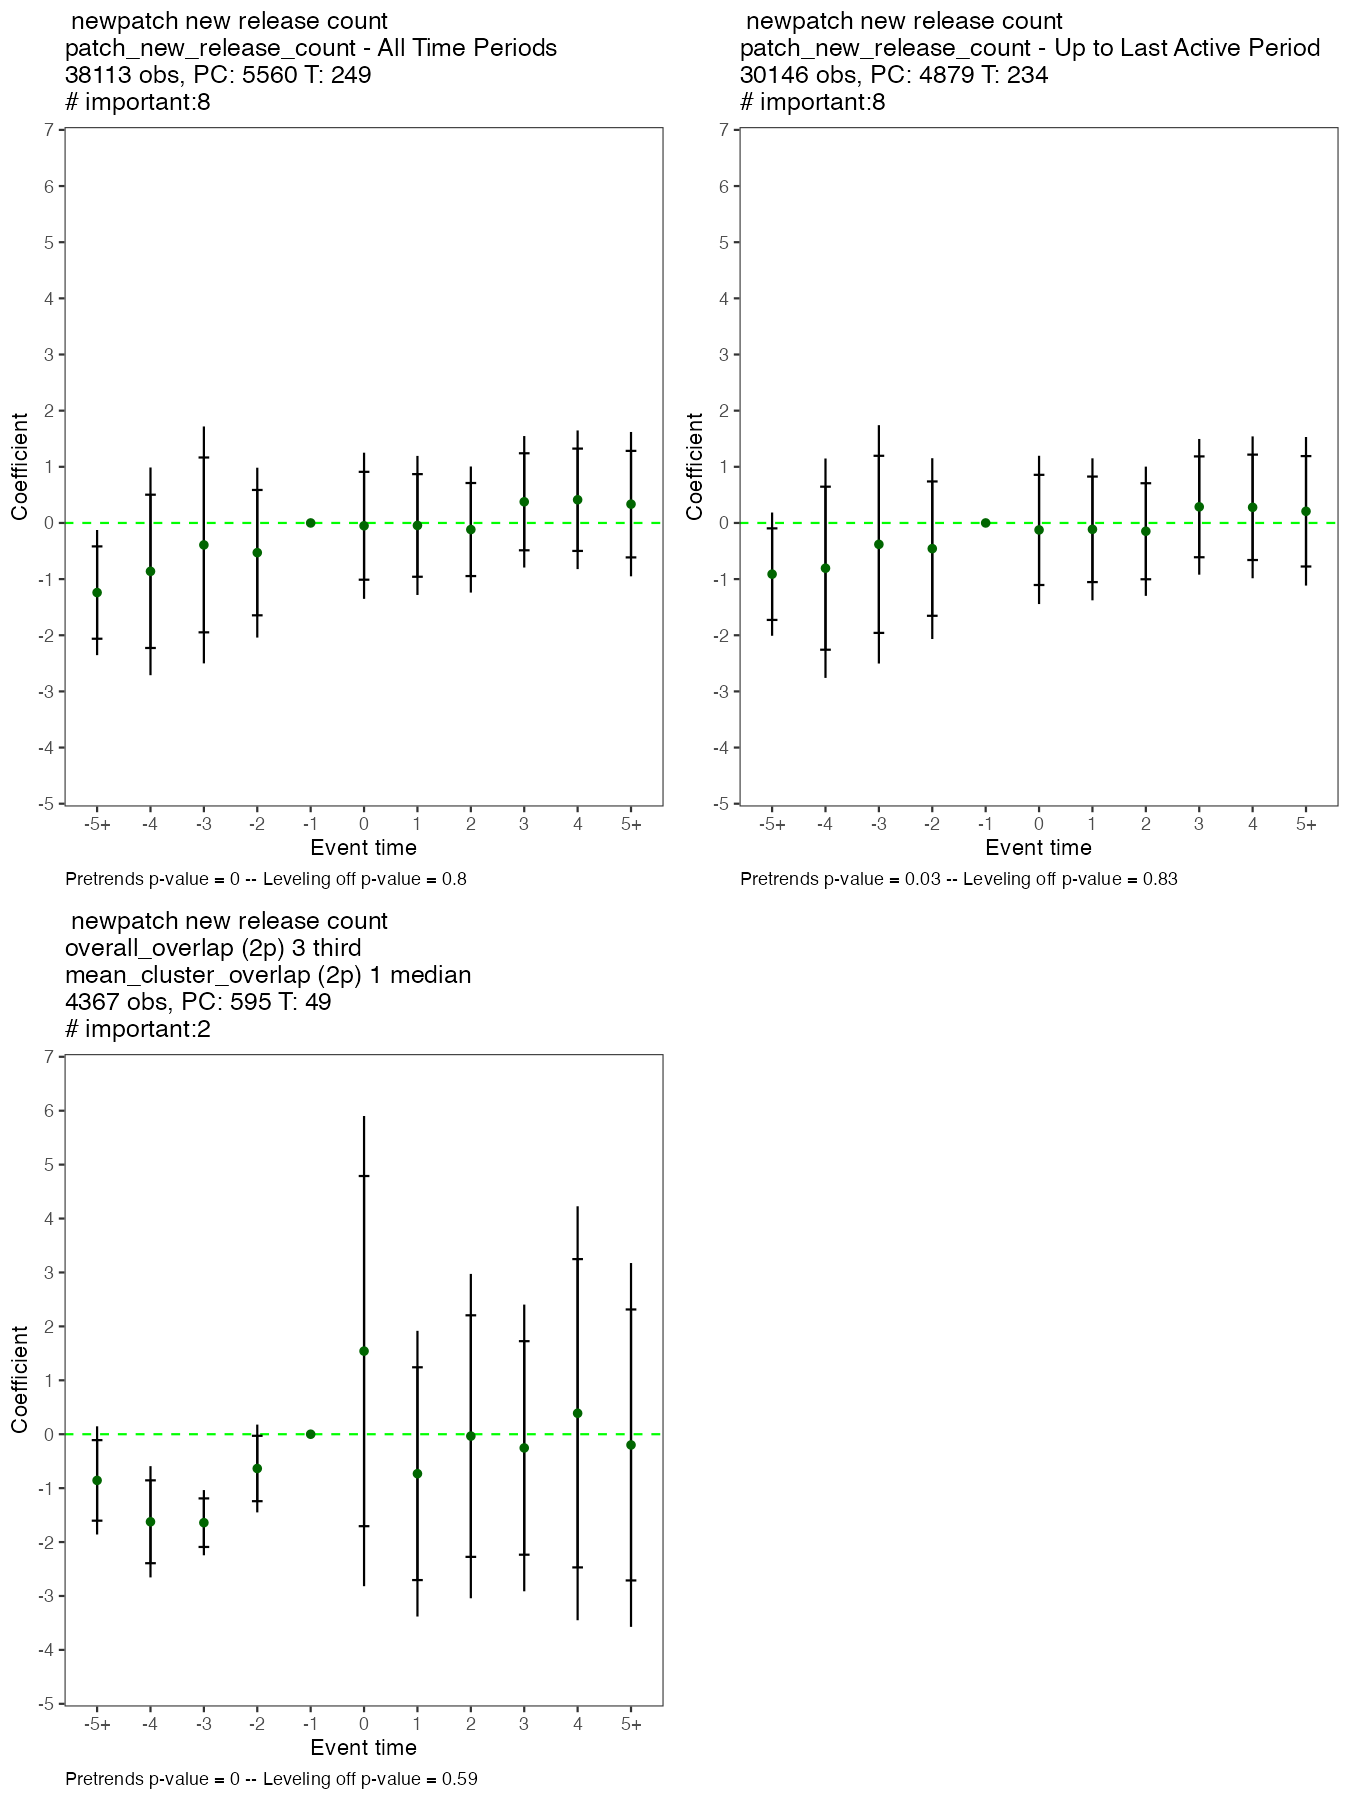 newpatch new release count
patch_new_release_count - All Time Periods
38113 obs, PC: 5560 T: 249
# important:8
7
6
5
4
3
2
1
0
-1
-2
-3
-4
-5
Coefficient
-5+ -4 -3 -2 -1 0 1 2 3 4 5+
Event time
Pretrends p-value = 0 -- Leveling off p-value = 0.8
newpatch new release count
patch_new_release_count - Up to Last Active Period
30146 obs, PC: 4879 T: 234
# important:8
7
6
5
4
3
2
1
0
-1
-2
-3
-4
-5
Coefficient
-5+ -4 -3 -2 -1 0 1 2 3 4 5+
Event time
Pretrends p-value = 0.03 -- Leveling off p-value = 0.83
newpatch new release count
overall_overlap (2p) 3 third
mean_cluster_overlap (2p) 1 median
4367 obs, PC: 595 T: 49
# important:2
7
6
5
4
3
2
1
0
-1
-2
-3
-4
-5
Coefficient
-5+ -4 -3 -2 -1 0 1 2 3 4 5+
Event time
Pretrends p-value = 0 -- Leveling off p-value = 0.59